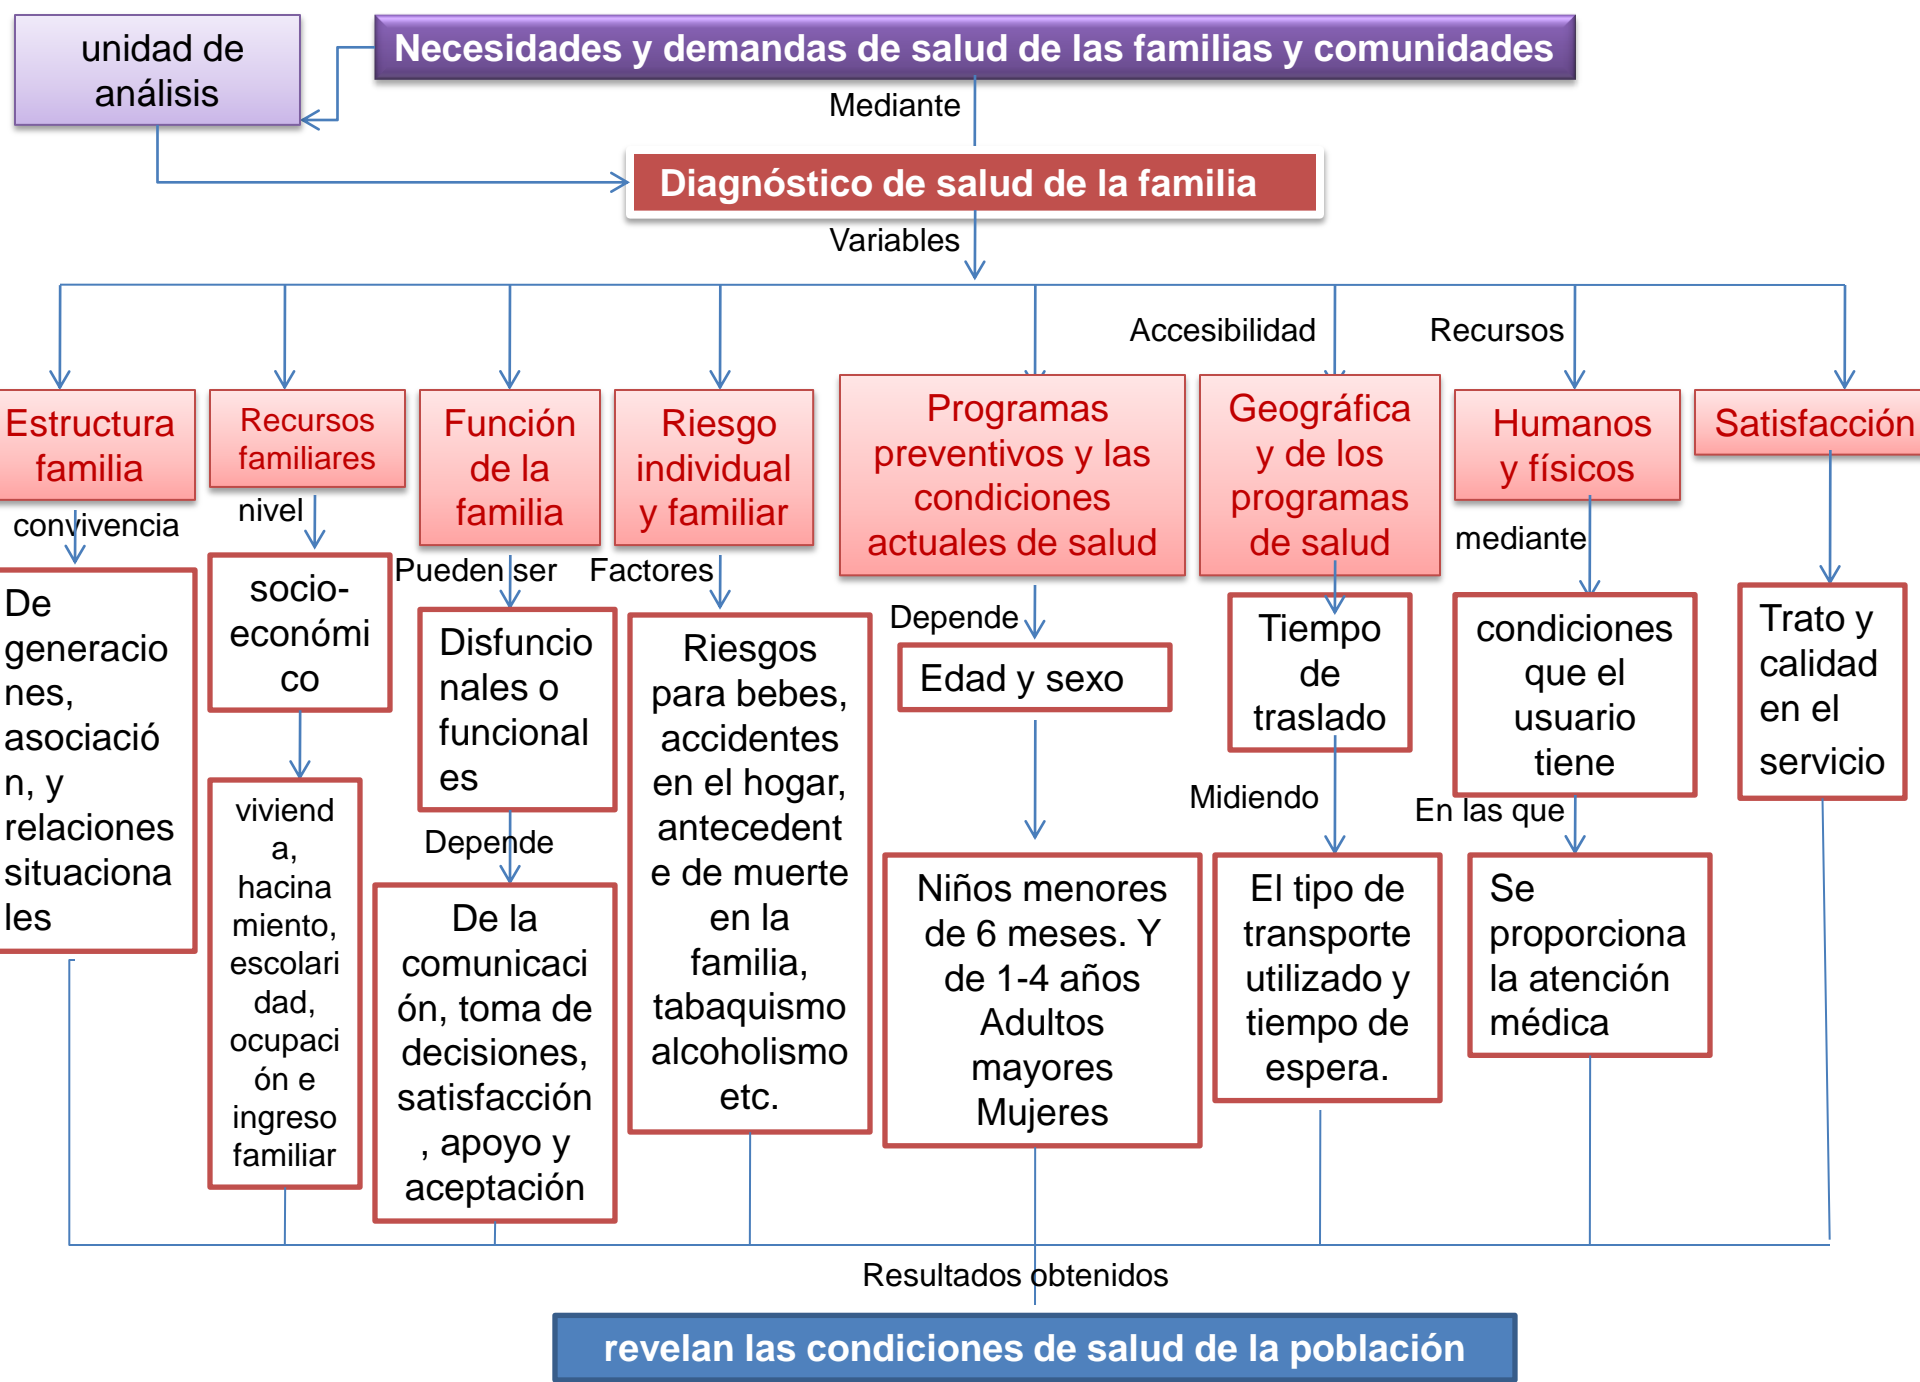 unidad de
análisis
Necesidades y demandas de salud de las familias y comunidades
Mediante
Diagnóstico de salud de la familia
Variables
Accesibilidad
Recursos
Estructura
familia
Recursos
familiares
Función
de la
familia
Riesgo
individual
y familiar
Programas
preventivos y las
condiciones
actuales de salud
Geográfica
y de los
programas
de salud
Humanos
y físicos
Satisfacción
convivencia
nivel
Pueden ser
Factores
Depende
mediante
De
generacio
nes,
asociació
n, y
relaciones
situaciona
les
socio-
económi
co
vivienda,
a,
hacina
miento,
escolari
dad,
ocupaci
ón e
ingreso
familiar
Disfuncio
nales o
funcional
es
Depende
De la
comunicaci
ón, toma de
decisiones,
satisfacción
, apoyo y
aceptación
Riesgos
para bebes,
accidentes
en el hogar,
antecedent
e de muerte
en la
familia,
tabaquismo
alcoholismo
etc.
Edad y sexo
Niños menores
de 6 meses. Y
de 1-4 años
Adultos
mayores
Mujeres
Tiempo
de
traslado
Midiendo
El tipo de
transporte
utilizado y
tiempo de
espera.
condiciones
que el
usuario
tiene
En las que
Se
proporciona
la atención
médica
Trato y
calidad
en el
servicio
Resultados obtenidos
revelan las condiciones de salud de la población